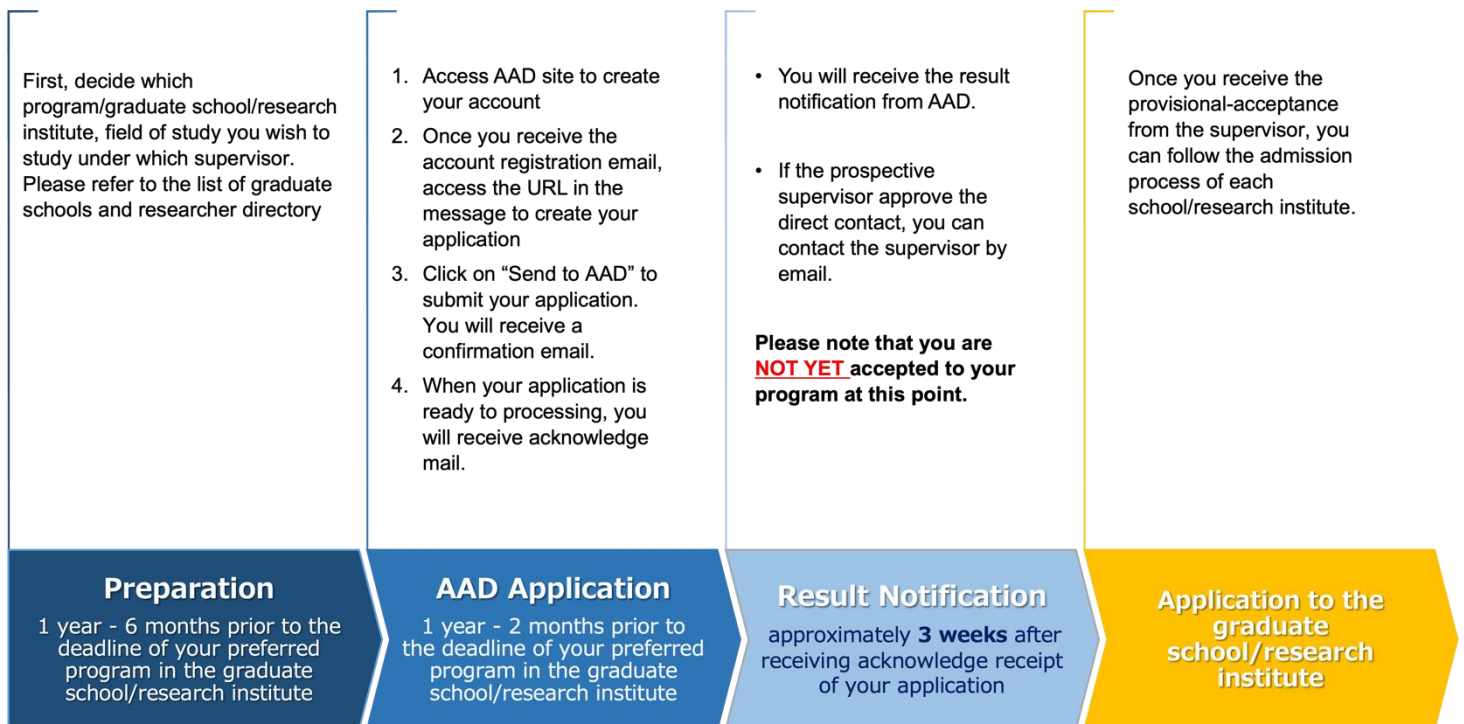 First, decide which
program/graduate school/research
institute, field of study you wish to
study under which supervisor.
Please refer to the list of graduate
schools and researcher directory
1. Access AAD site to create
your account
2. Once you receive the
account registration email,
access the URL in the
message to create your
application
3. Click on “Send to AAD” to
submit your application.
You will receive a
confirmation email.
4. When your application is
ready to processing, you
will receive acknowledge
mail.
• You will receive the result
notification from AAD.
• If the prospective
supervisor approve the
direct contact, you can
contact the supervisor by
email.
Please note that you are
NOT YET accepted to your
program at this point.
Once you receive the
provisional-acceptance
from the supervisor, you
can follow the admission
process of each
school/research institute.
Preparation
1 year - 6 months prior to the
deadline of your preferred
program in the graduate
school/research institute
AAD Application
1 year - 2 months prior to
the deadline of your preferred
program in the graduate
school/research institute
Result Notification
approximately 3 weeks after
receiving acknowledge receipt
of your application
Application to the
graduate
school/research
institute